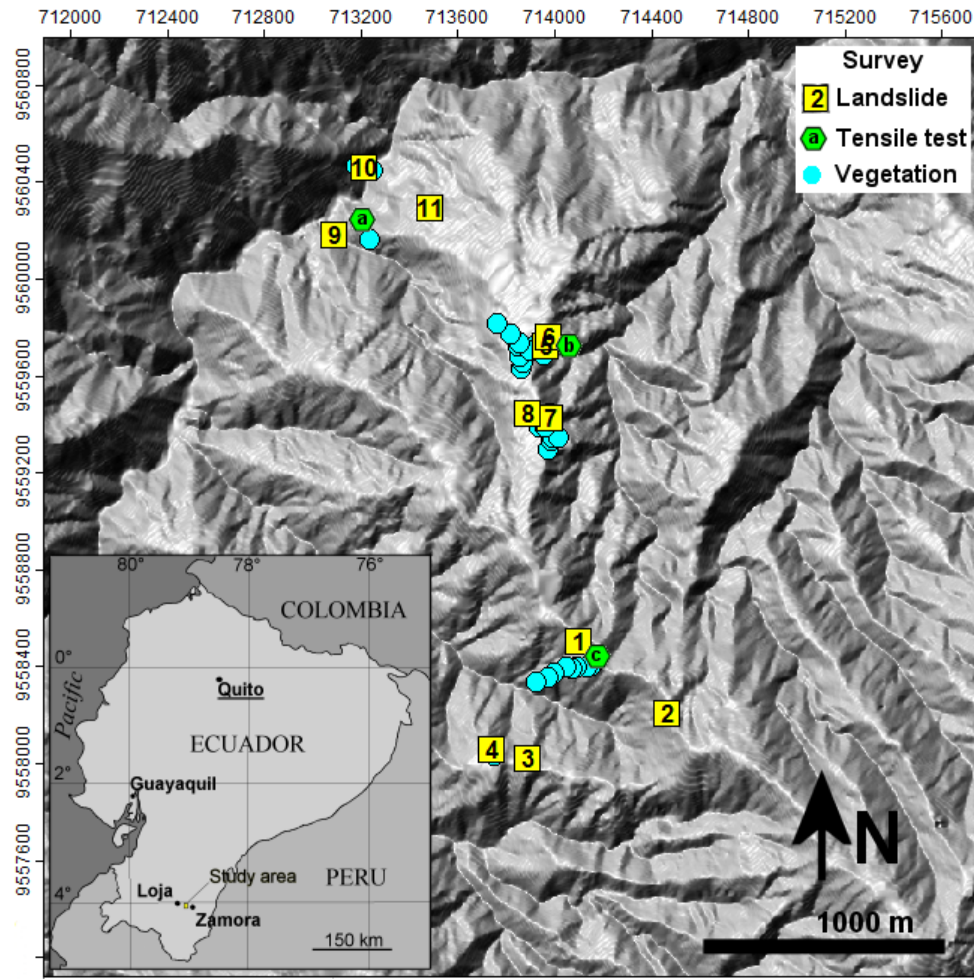 712000 712400 712800 713200 713600 714000 714400 714800 715200 715600
9560800
9560400
9560000
9559600
9559200
9558800
9558400
9558000
9557600
Survey
2 Landslide
a Tensile test
Vegetation
10
11
a
9
6
5
b
8 7
1
c
2
4
3
80° 78° 76°
COLOMBIA
0°
Quito
Pacific
ECUADOR
2°
Guayaquil
Study area
PERU
4°
Loja
Zamora
150 km
N
1000 m